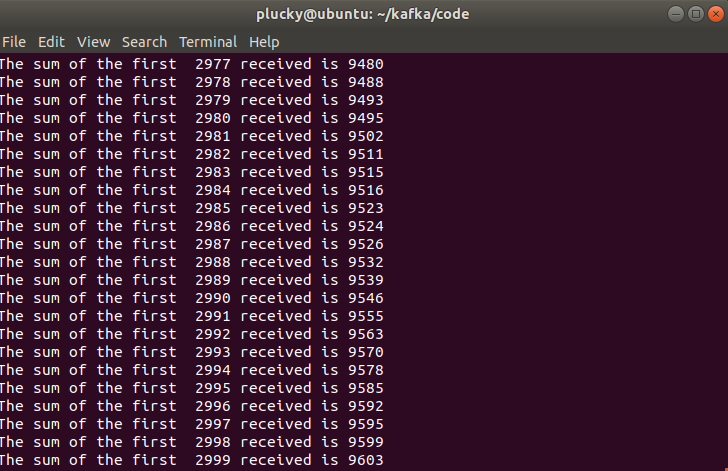 plucky@ubuntu: ~/kafka/code
File Edit View Search Terminal Help
The sum of the first  2977 received is 9480
The sum of the first  2978 received is 9488
The sum of the first  2979 received is 9493
The sum of the first  2980 received is 9495
The sum of the first  2981 received is 9502
The sum of the first  2982 received is 9511
The sum of the first  2983 received is 9515
The sum of the first  2984 received is 9516
The sum of the first  2985 received is 9523
The sum of the first  2986 received is 9524
The sum of the first  2987 received is 9526
The sum of the first  2988 received is 9532
The sum of the first  2989 received is 9539
The sum of the first  2990 received is 9546
The sum of the first  2991 received is 9555
The sum of the first  2992 received is 9563
The sum of the first  2993 received is 9570
The sum of the first  2994 received is 9578
The sum of the first  2995 received is 9585
The sum of the first  2996 received is 9592
The sum of the first  2997 received is 9595
The sum of the first  2998 received is 9599
The sum of the first  2999 received is 9603